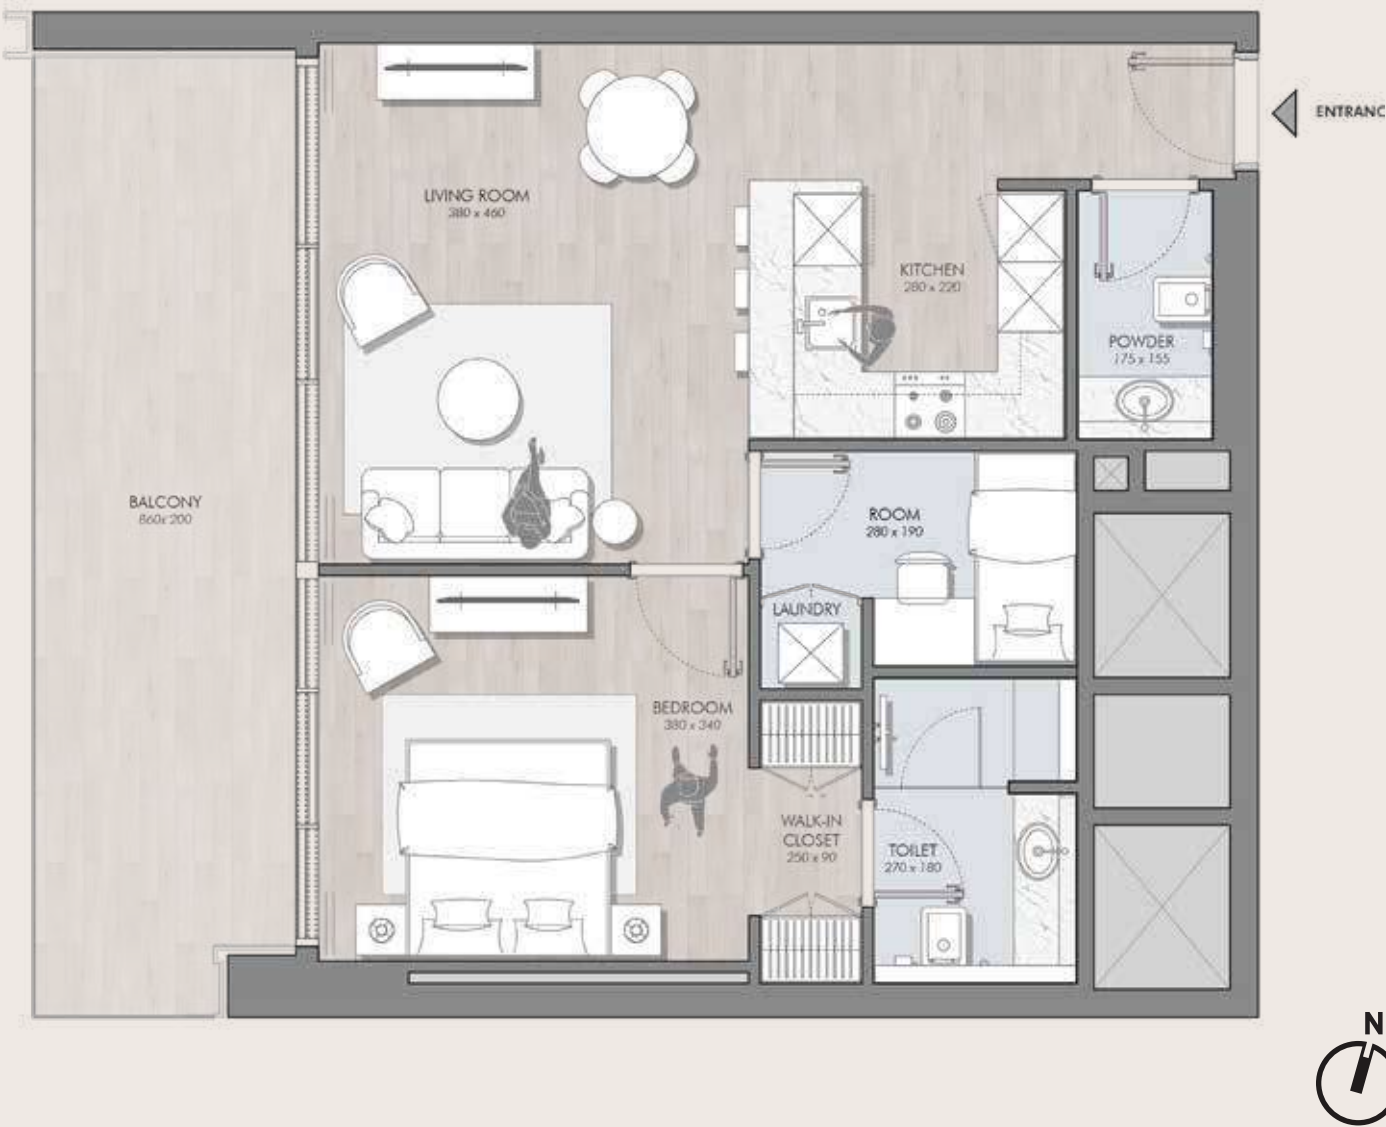 ENTRANC
LIVING ROOM
380 x 460
KITCHEN
280 x 220
POWDER
175 x 155
BALCONY
860x 200
ROOM
280 x 190
LAUNDRY
BEDROOM
380 x 340
WALK-IN
CLOSET
250 x 90
TOILET
270 x 180
N